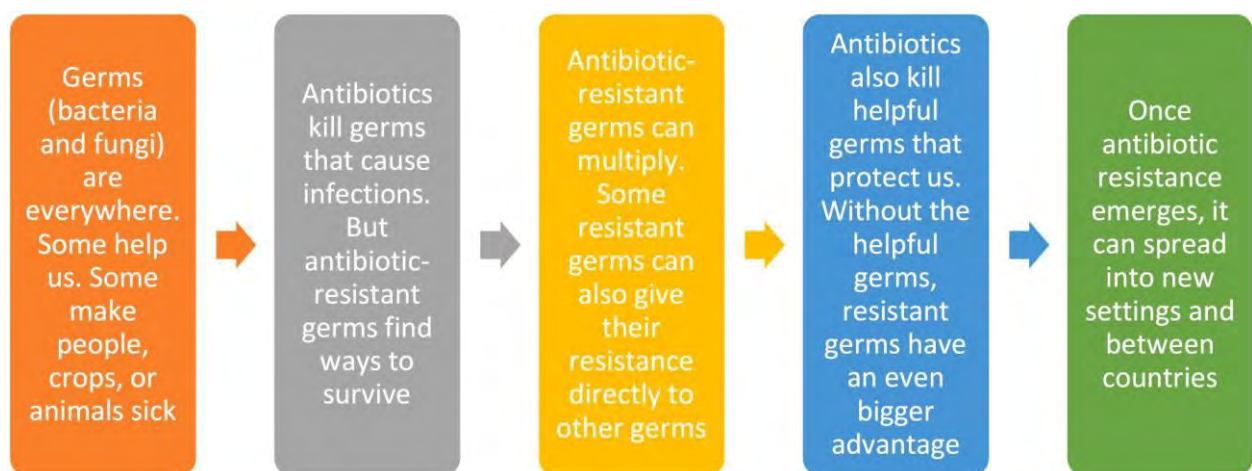 Germs
(bacteria
and fungi)
are
everywhere.
Some help
us. Some
make
people,
crops, or
animals sick
Antibiotics
kill germs
that cause
infections.
But
antibiotic-
resistant
germs find
ways to
survive
Antibiotic-
resistant
germs can
multiply.
Some
resistant
germs can
also give
their
resistance
directly to
other germs
Antibiotics
also kill
helpful
germs that
protect us.
Without the
helpful
germs,
resistant
germs have
an even
bigger
advantage
Once
antibiotic
resistance
emerges, it
can spread
into new
settings and
between
countries